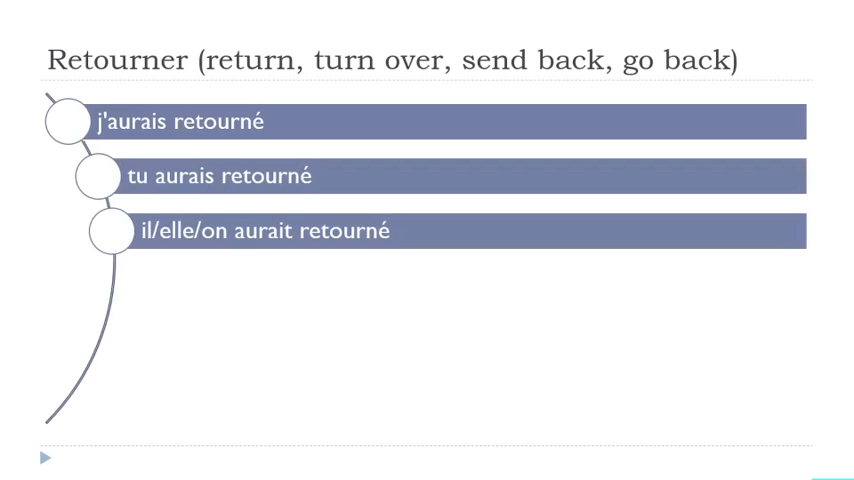 Retourner (return, turn over, send back, go back)
j'aurais retourné
tu aurais retourné
il/elle/on aurait retourné